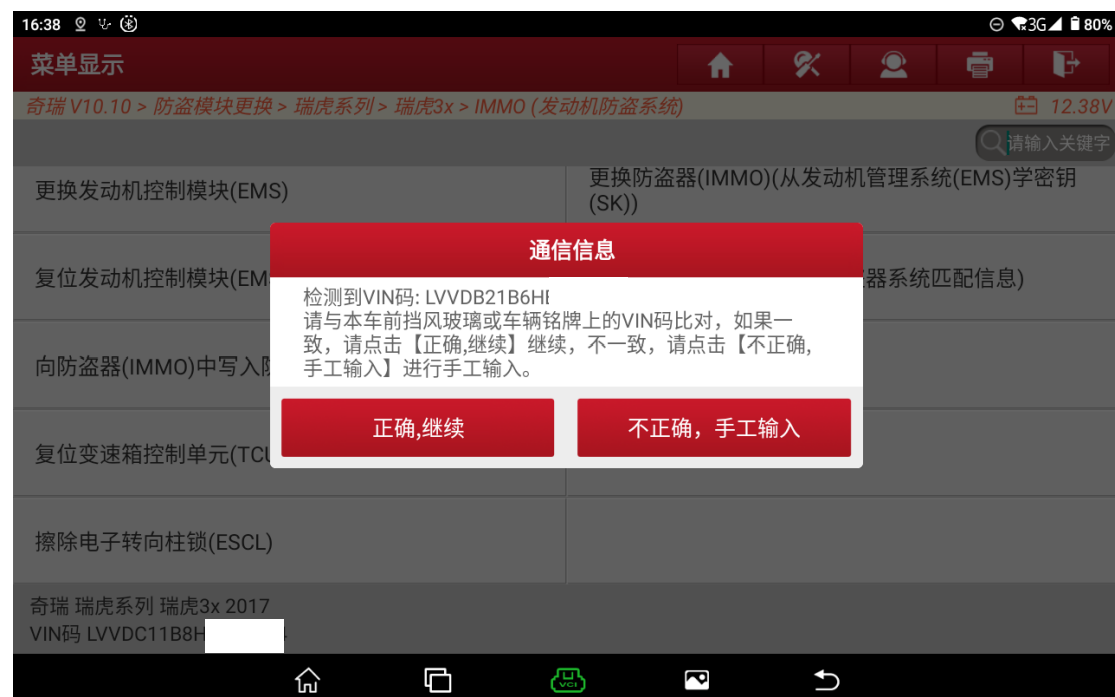 16:38
3G 80%
菜单显示
奇瑞 V10.10 > 防盗模块更换 > 瑞虎系列 > 瑞虎3x > IMMO (发动机防盗系统)
12.38V
请输入关键字
更换发动机控制模块(EMS)
更换防盗器(IMMO)(从发动机管理系统(EMS)学密钥
(SK))
通信信息
复位发动机控制模块(EM
器系统匹配信息)
检测到VIN码: LVVDB21B6H
请与本车前挡风玻璃或车辆铭牌上的VIN码比对，如果一
致，请点击【正确,继续】继续，不一致，请点击【不正确,
手工输入】进行手工输入。
向防盗器(IMMO)中写入
正确,继续
不正确，手工输入
复位变速箱控制单元(TC
擦除电子转向柱锁(ESCL)
奇瑞 瑞虎系列 瑞虎3x 2017
VIN码 LVVDC11B8H
VCI